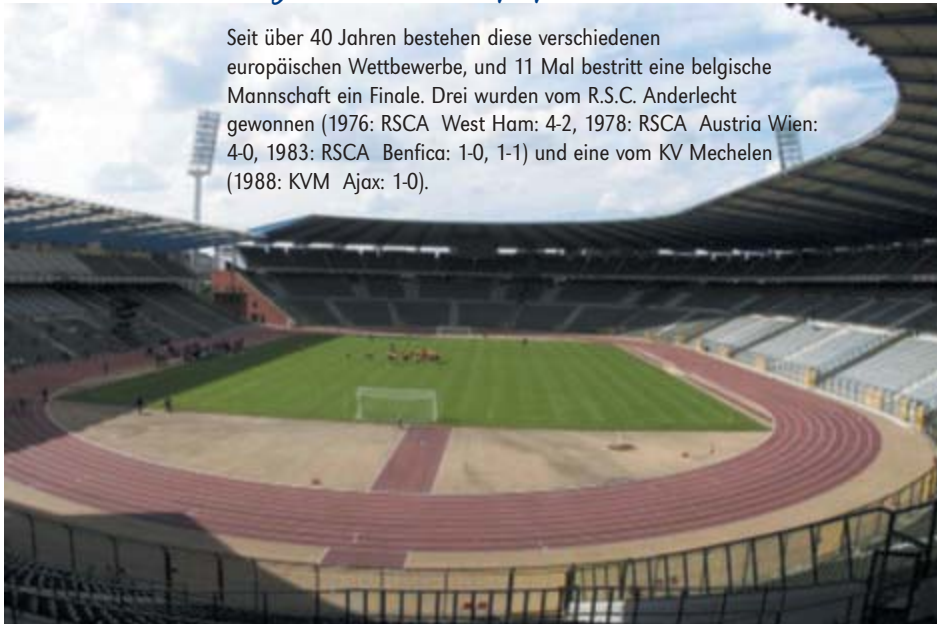 Seit über 40 Jahren bestehen diese verschiedenen
europäischen Wettbewerbe, und 11 Mal bestritt eine belgische
Mannschaft ein Finale. Drei wurden vom R.S.C. Anderlecht
gewonnen (1976: RSCA West Ham: 4-2, 1978: RSCA Austria Wien:
4-0, 1983: RSCA Benfica: 1-0, 1-1) und eine vom KV Mechelen
(1988: KVM Ajax: 1-0).